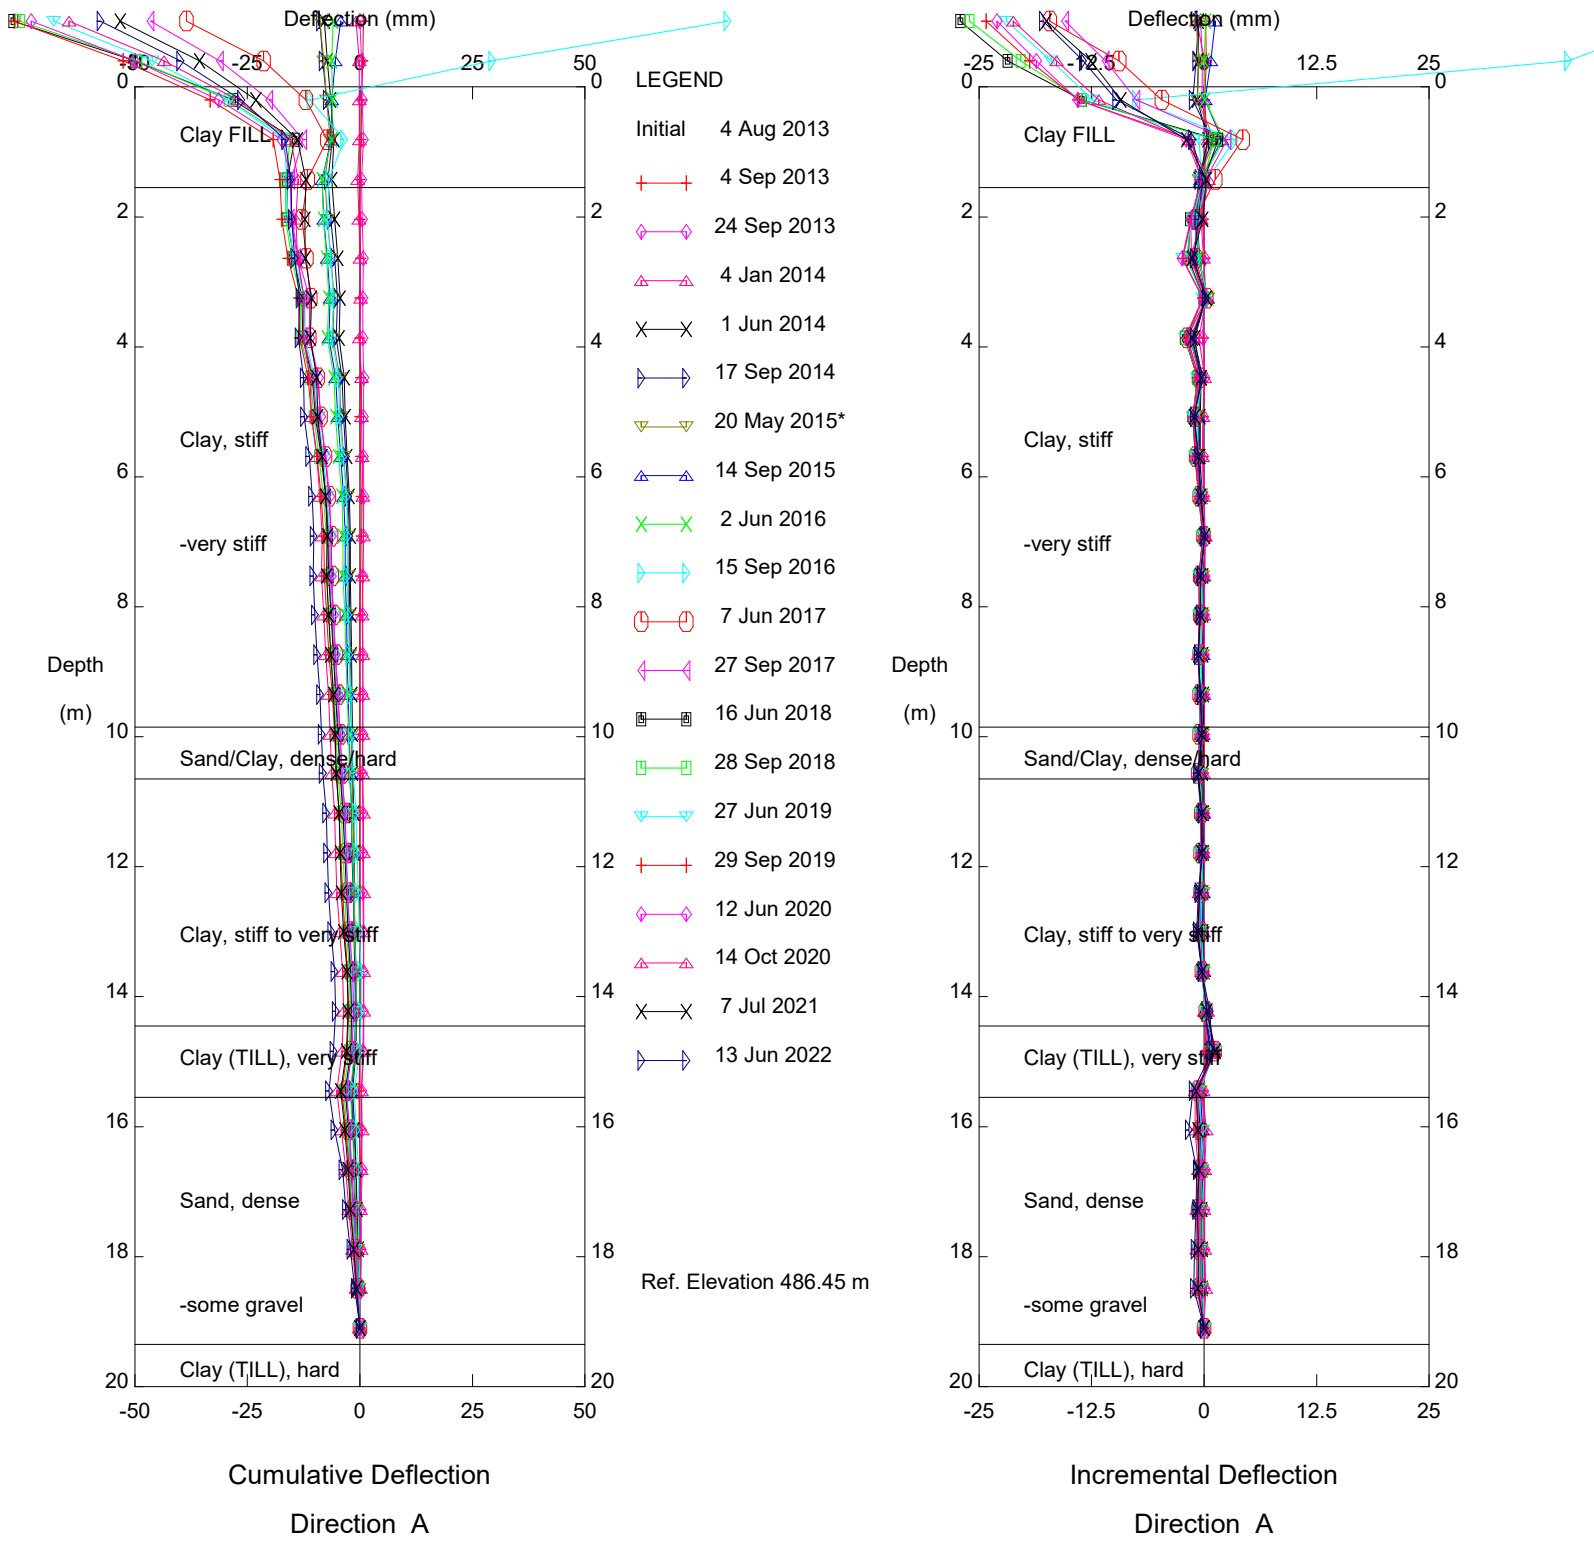 Deflection (mm)
-50
-25
0
25
50
0
0
Clay FILL
2
2
4
4
Clay, stiff
6
6
-very stiff
8
8
Depth
(m)
10
10
Sand/Clay, dense/hard
12
12
Clay, stiff to very stiff
14
14
Clay (TILL), very stiff
16
16
Sand, dense
18
18
-some gravel
Clay (TILL), hard
20
20
-50
-25
0
25
50
Cumulative Deflection
Direction A
LEGEND
Initial 4 Aug 2013
4 Sep 2013
24 Sep 2013
4 Jan 2014
1 Jun 2014
17 Sep 2014
20 May 2015*
14 Sep 2015
2 Jun 2016
15 Sep 2016
7 Jun 2017
27 Sep 2017
16 Jun 2018
28 Sep 2018
27 Jun 2019
29 Sep 2019
12 Jun 2020
14 Oct 2020
7 Jul 2021
13 Jun 2022
Ref. Elevation 486.45 m
Deflection (mm)
-25
-12.5
0
12.5
25
0
0
Clay FILL
2
2
4
4
Clay, stiff
6
6
-very stiff
8
8
Depth
(m)
10
10
Sand/Clay, dense/hard
12
12
Clay, stiff to very stiff
14
14
Clay (TILL), very stiff
16
16
Sand, dense
18
18
-some gravel
Clay (TILL), hard
20
20
-25
-12.5
0
12.5
25
Incremental Deflection
Direction A